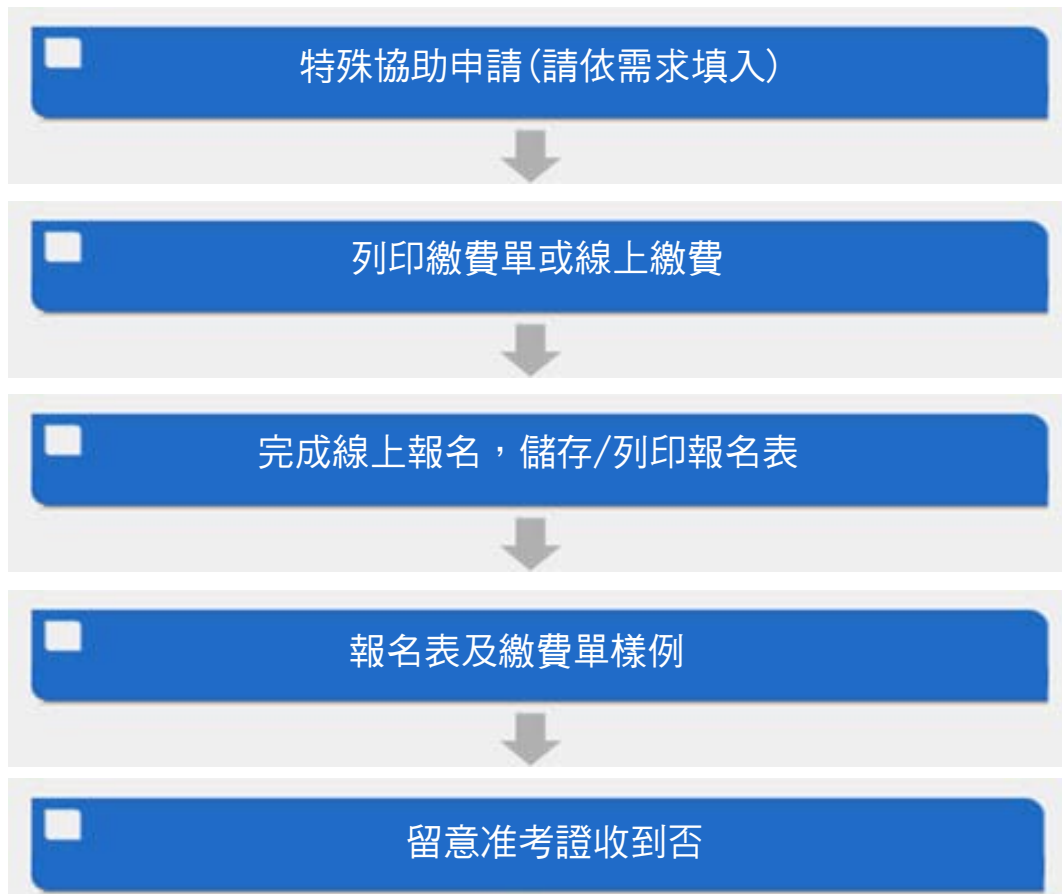 特殊協助申請(請依需求填入)
列印繳費單或線上繳費
完成線上報名，儲存/列印報名表
報名表及繳費單樣例
留意准考證收到否